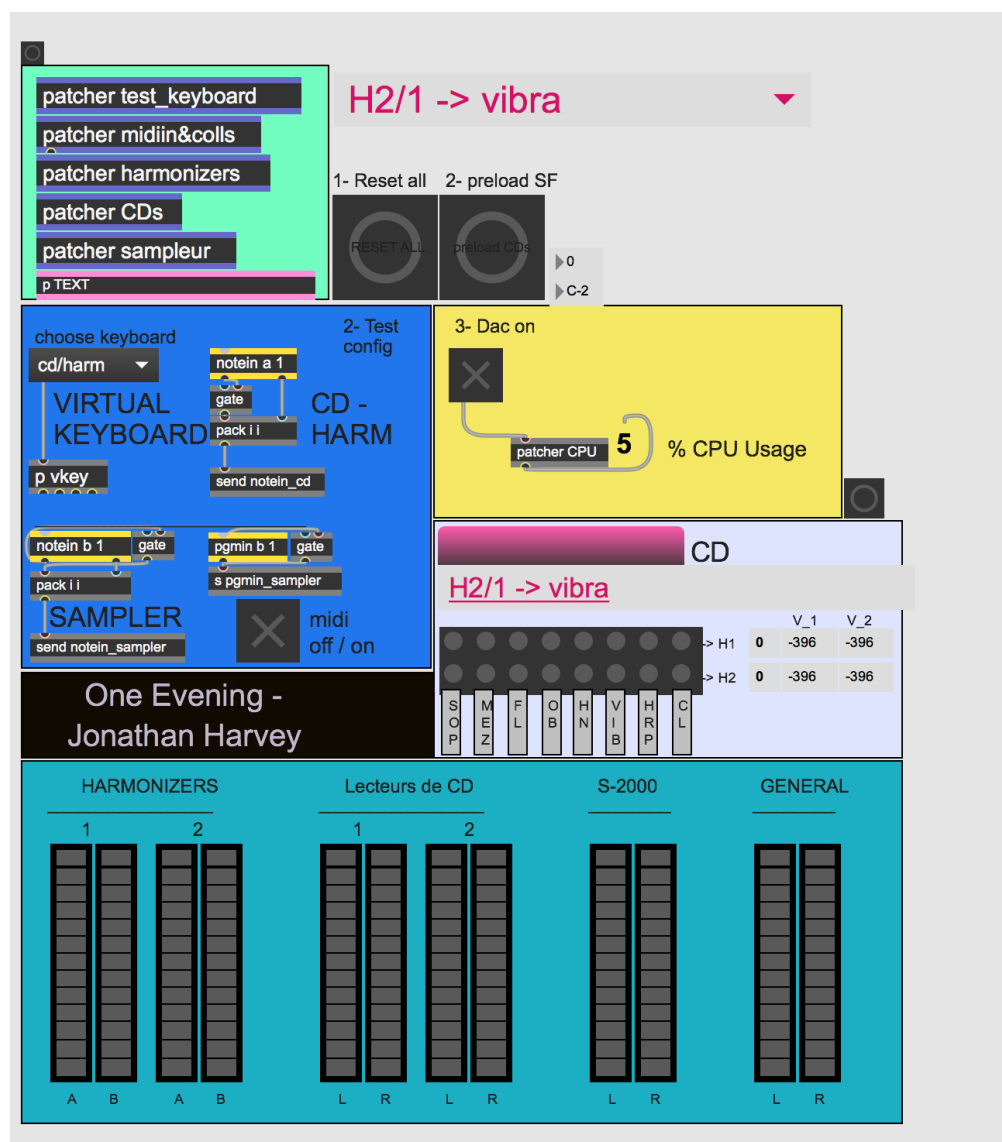 patcher test_keyboard
patcher midiin&colls
patcher harmonizers
patcher CDs
patcher sampleur
p TEXT
H2/1 -> vibra
1- Reset all
2- preload SF
RESET ALL
preload CDs
0
C-2
choose keyboard
cd/harm
VIRTUAL
KEYBOARD
p vkey
2- Test
config
notein a 1
gate
pack i i
send notein_cd
CD -
HARM
notein b 1
gate
pack i i
SAMPLER
send notein_sampler
pgmin b 1
gate
s pgmin_sampler
midi
off / on
3- Dac on
patcher CPU
5
% CPU Usage
One Evening -
Jonathan Harvey
CD
H2/1 -> vibra
V_1 V_2
-> H1 0 -396 -396
-> H2 0 -396 -396
SOP MEZ FL OB HN VIB HRP CL
HARMONIZERS
1 2
A B A B
Lecteurs de CD
1 2
L R L R
S-2000
L R
GENERAL
L R